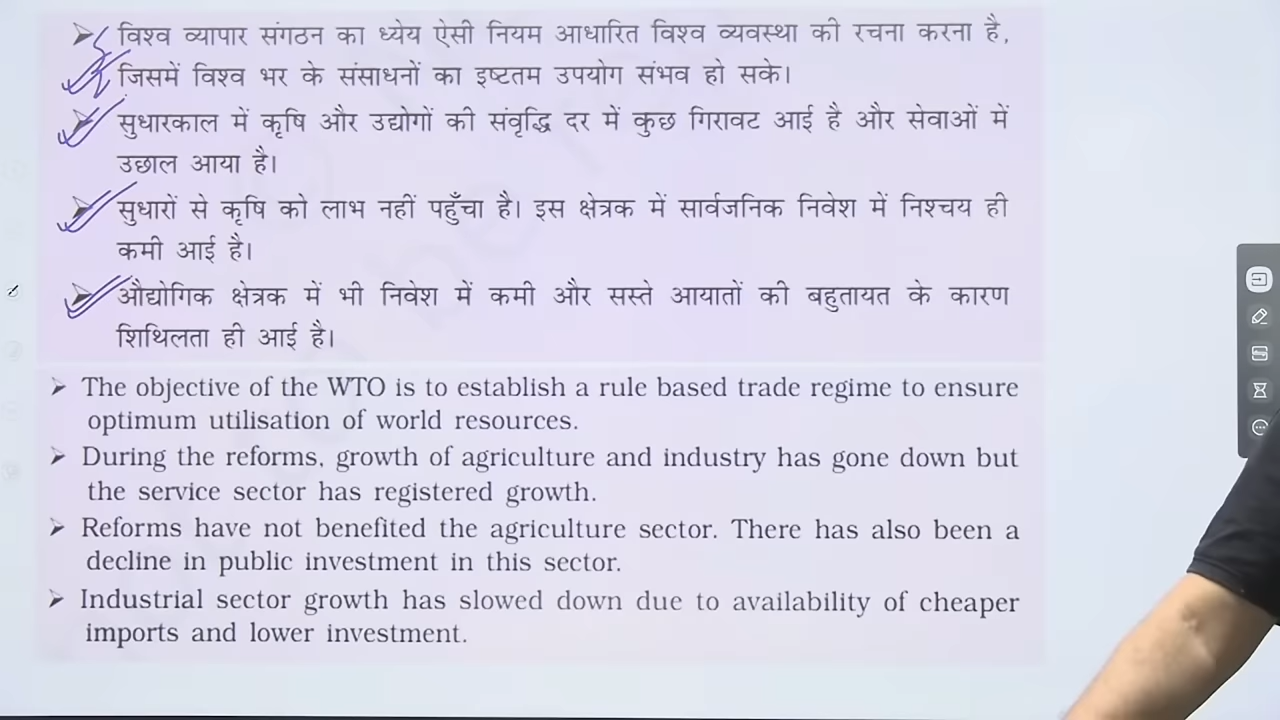 विश्व व्यापार संगठन का ध्येय ऐसी नियम आधारित विश्व व्यवस्था की रचना करना है,
जिसमें विश्व भर के संसाधनों का इष्टतम उपयोग संभव हो सके।
सुधारकाल में कृषि और उद्योगों की संवृद्धि दर में कुछ गिरावट आई है और सेवाओं में
उछाल आया है।
सुधारों से कृषि को लाभ नहीं पहुँचा है। इस क्षेत्रक में सार्वजनिक निवेश में निश्चय ही
कमी आई है।
औद्योगिक क्षेत्रक में भी निवेश में कमी और सस्ते आयातों की बहुतायत के कारण
शिथिलता ही आई है।
The objective of the WTO is to establish a rule based trade regime to ensure
optimum utilisation of world resources.
During the reforms, growth of agriculture and industry has gone down but
the service sector has registered growth.
Reforms have not benefited the agriculture sector. There has also been a
decline in public investment in this sector.
Industrial sector growth has slowed down due to availability of cheaper
imports and lower investment.